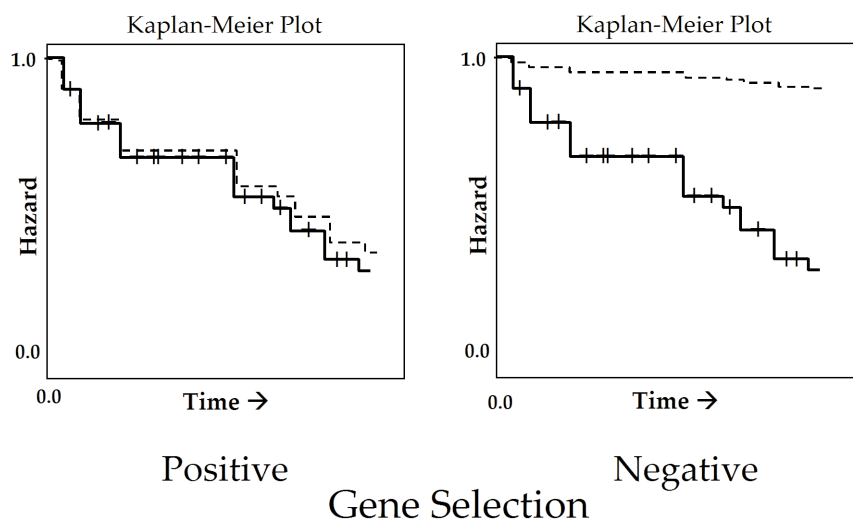 Kaplan-Meier Plot
1.0
Hazard
0.0
0.0
Time →
Positive
Kaplan-Meier Plot
1.0
Hazard
0.0
0.0
Time →
Negative
Gene Selection